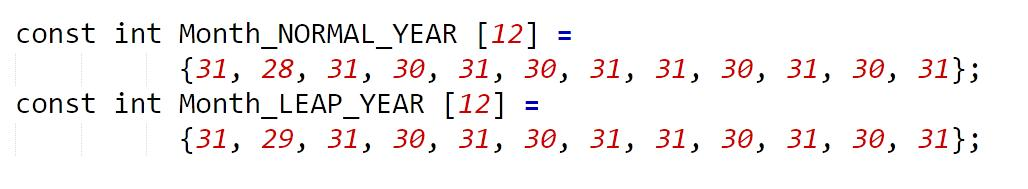 const int Month_NORMAL_YEAR [12] =
{31, 28, 31, 30, 31, 30, 31, 31, 30, 31, 30, 31};
const int Month_LEAP_YEAR [12] =
{31, 29, 31, 30, 31, 30, 31, 31, 30, 31, 30, 31};